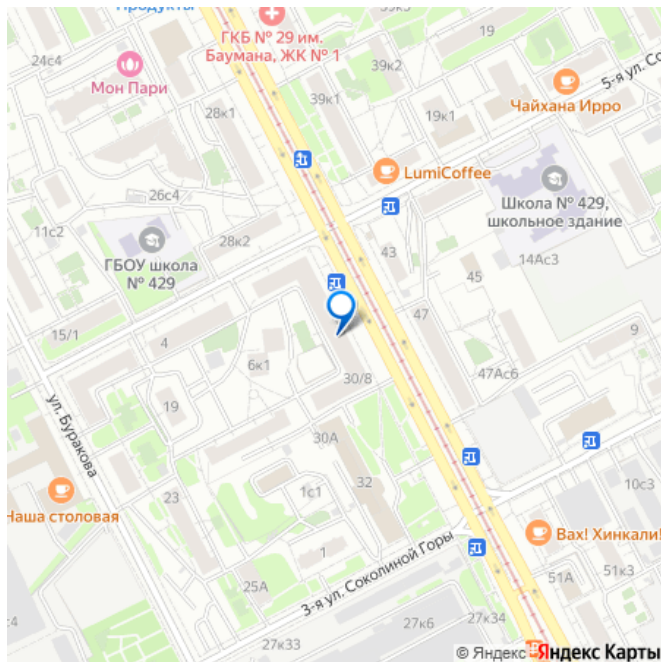 Продукты
39к3
24с4
ГКБ № 29 им.
Баумана, ЖК № 1
19
5-я ул. Со
39к2
Мон Пари
39к1
Чайхана Ирро
28к1
19к1
LumiCoffee
26с4
Школа № 429,
школьное здание
11с2
28к2
43
ГБОУ школа
№ 429
14Ас3
45
15/1
4
47
9
6к1
30/8
47Ас6
19
ул. Буракова
30А
10с3
Наша столовая
23
1с1
32
Вах! Хинкали!
1
3-я ул. Соколиной Горы
51к3
51А
25А
27к6
27к33
© Яндекс
Яндекс Карты